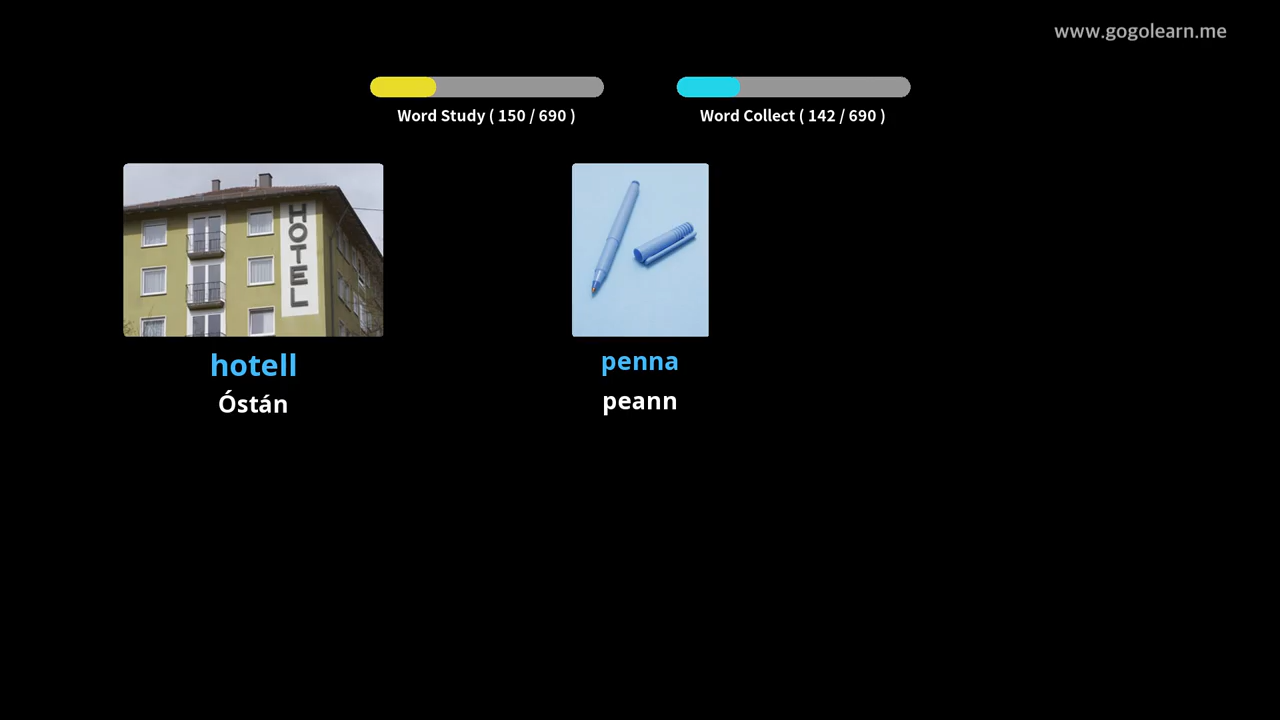 www.gogolearn.me
Word Study ( 150 / 690 )
Word Collect ( 142 / 690 )
HOTEL
hotell
Óstán
penna
peann